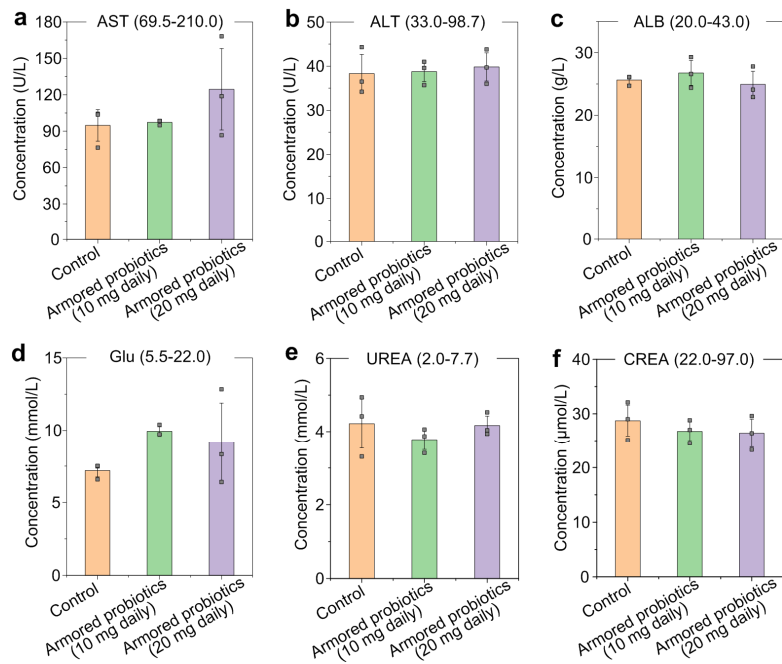 a
AST (69.5-210.0)
180
150
120
90
60
30
0
Concentration (U/L)
Control
Armored probiotics
(10 mg daily)
Armored probiotics
(20 mg daily)
b
ALT (33.0-98.7)
50
40
30
20
10
0
Concentration (U/L)
Control
Armored probiotics
(10 mg daily)
Armored probiotics
(20 mg daily)
c
ALB (20.0-43.0)
30
20
10
0
Concentration (g/L)
Control
Armored probiotics
(10 mg daily)
Armored probiotics
(20 mg daily)
d
Glu (5.5-22.0)
15
10
5
0
Concentration (mmol/L)
Control
Armored probiotics
(10 mg daily)
Armored probiotics
(20 mg daily)
e
UREA (2.0-7.7)
6
4
2
0
Concentration (mmol/L)
Control
Armored probiotics
(10 mg daily)
Armored probiotics
(20 mg daily)
f
CREA (22.0-97.0)
40
30
20
10
0
Concentration (μmol/L)
Control
Armored probiotics
(10 mg daily)
Armored probiotics
(20 mg daily)